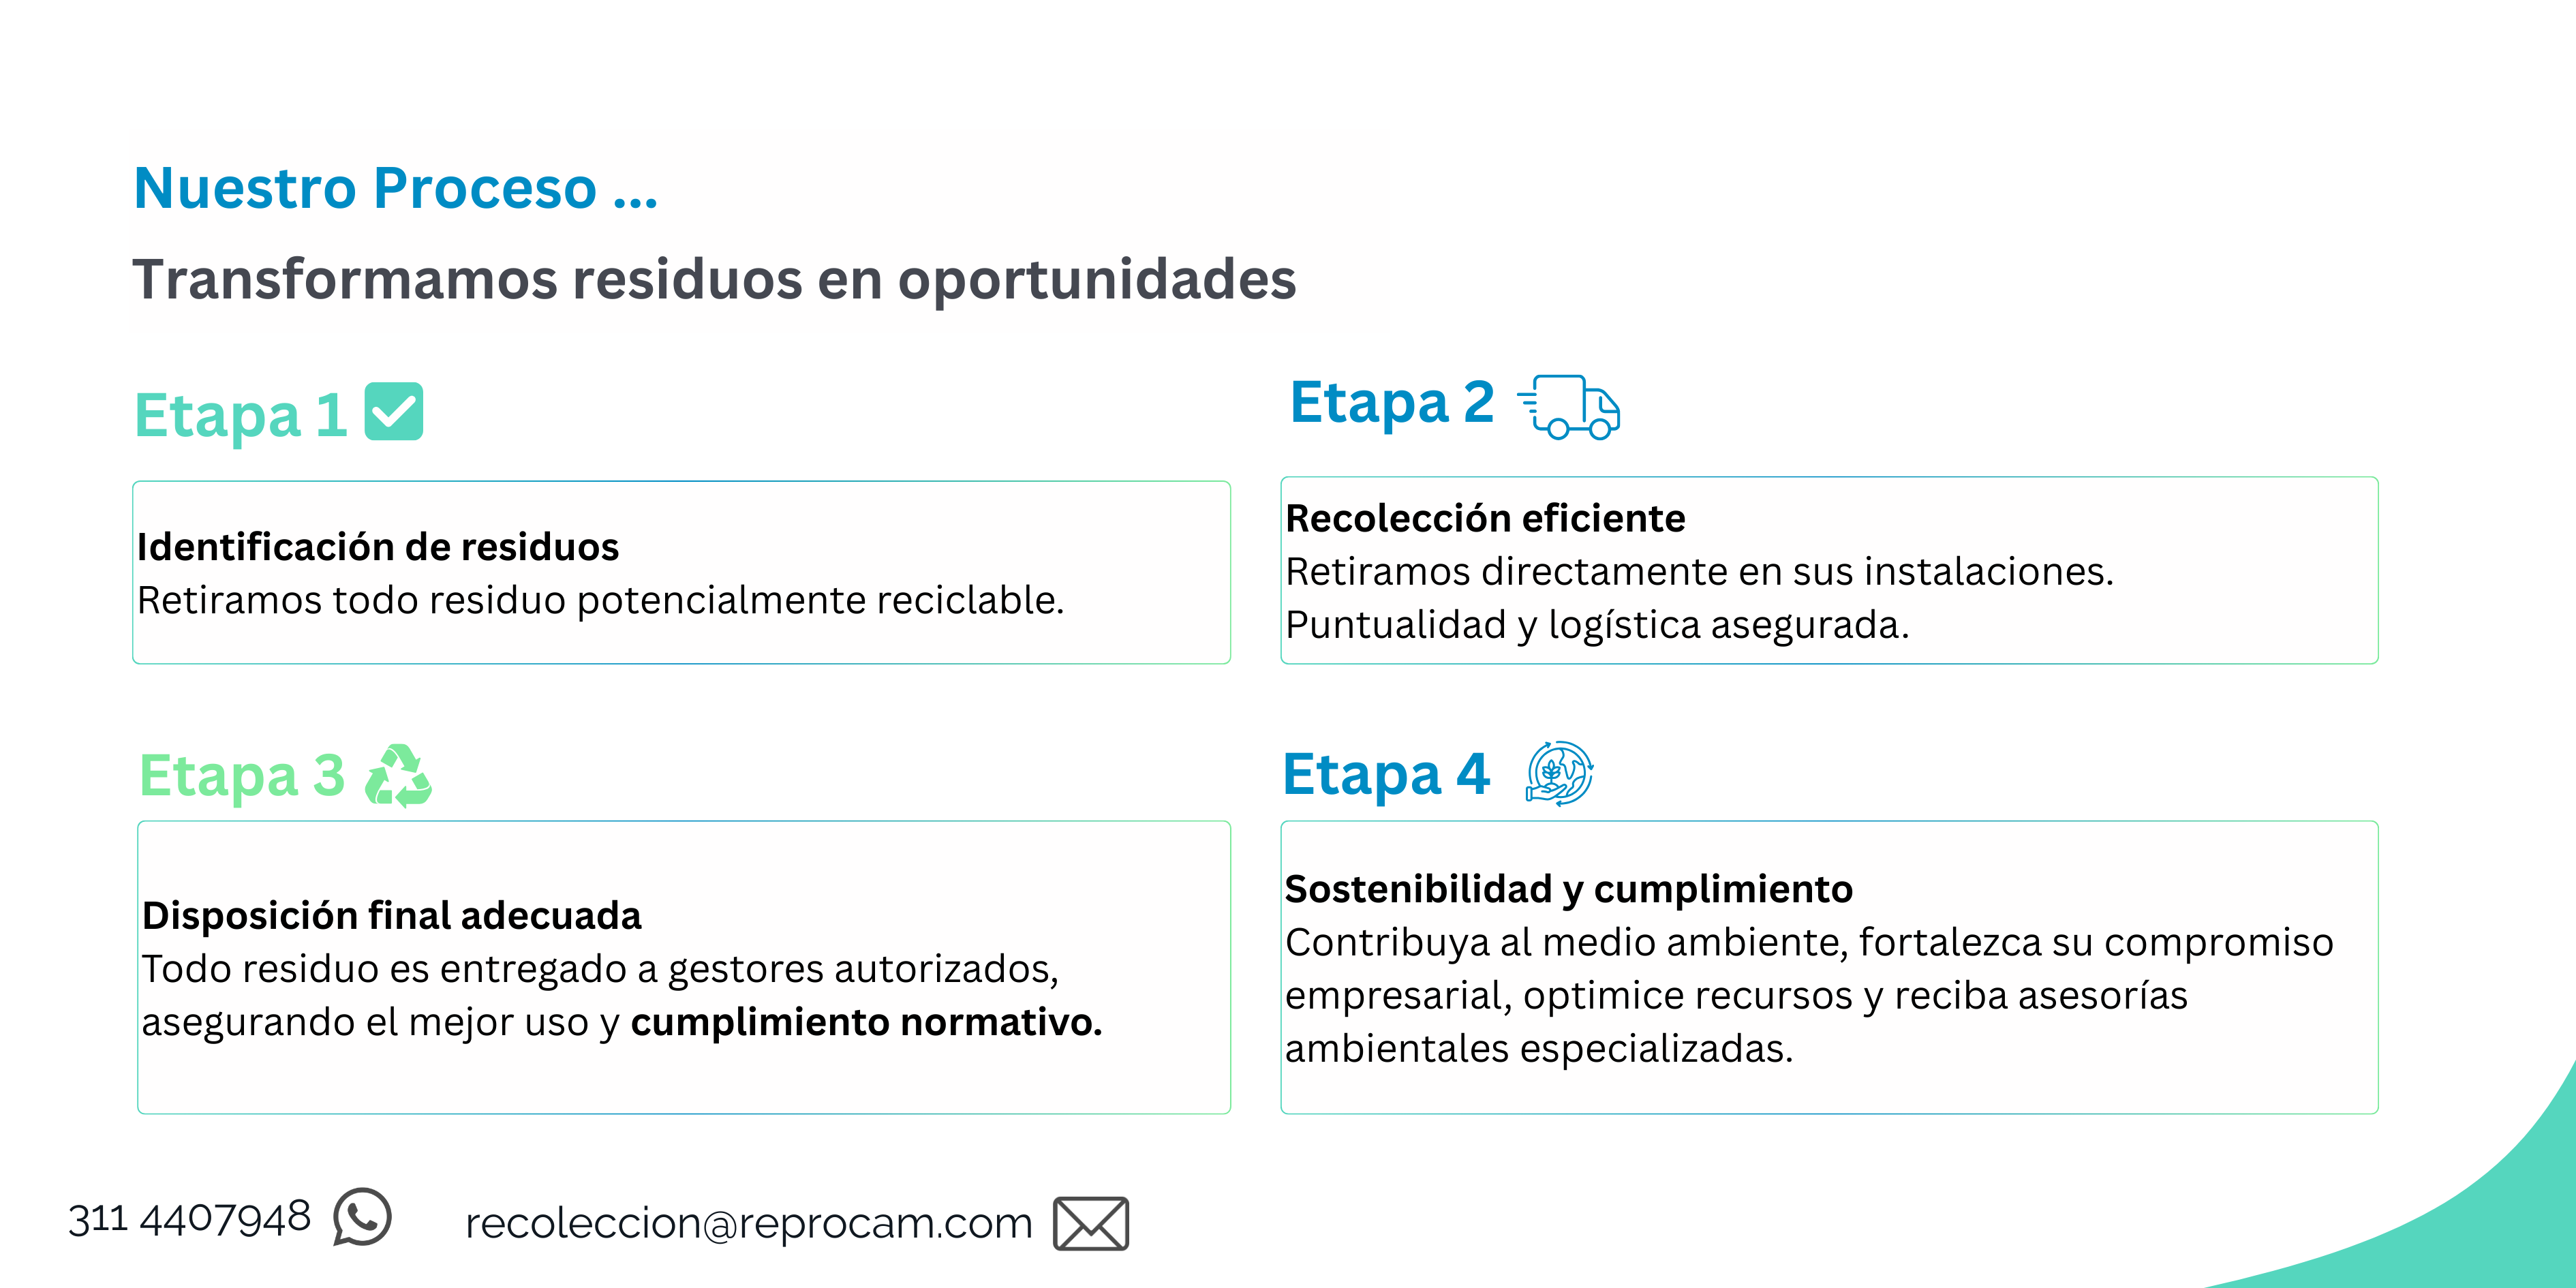 Nuestro Proceso ...
Transformamos residuos en oportunidades
Etapa 1
Identificación de residuos
Retiramos todo residuo potencialmente reciclable.
Etapa 2
Recolección eficiente
Retiramos directamente en sus instalaciones.
Puntualidad y logística asegurada.
Etapa 3
Disposición final adecuada
Todo residuo es entregado a gestores autorizados,
asegurando el mejor uso y cumplimiento normativo.
Etapa 4
Sostenibilidad y cumplimiento
Contribuya al medio ambiente, fortalezca su compromiso
empresarial, optimice recursos y reciba asesorías
ambientales especializadas.
311 4407948
recoleccion@reprocam.com